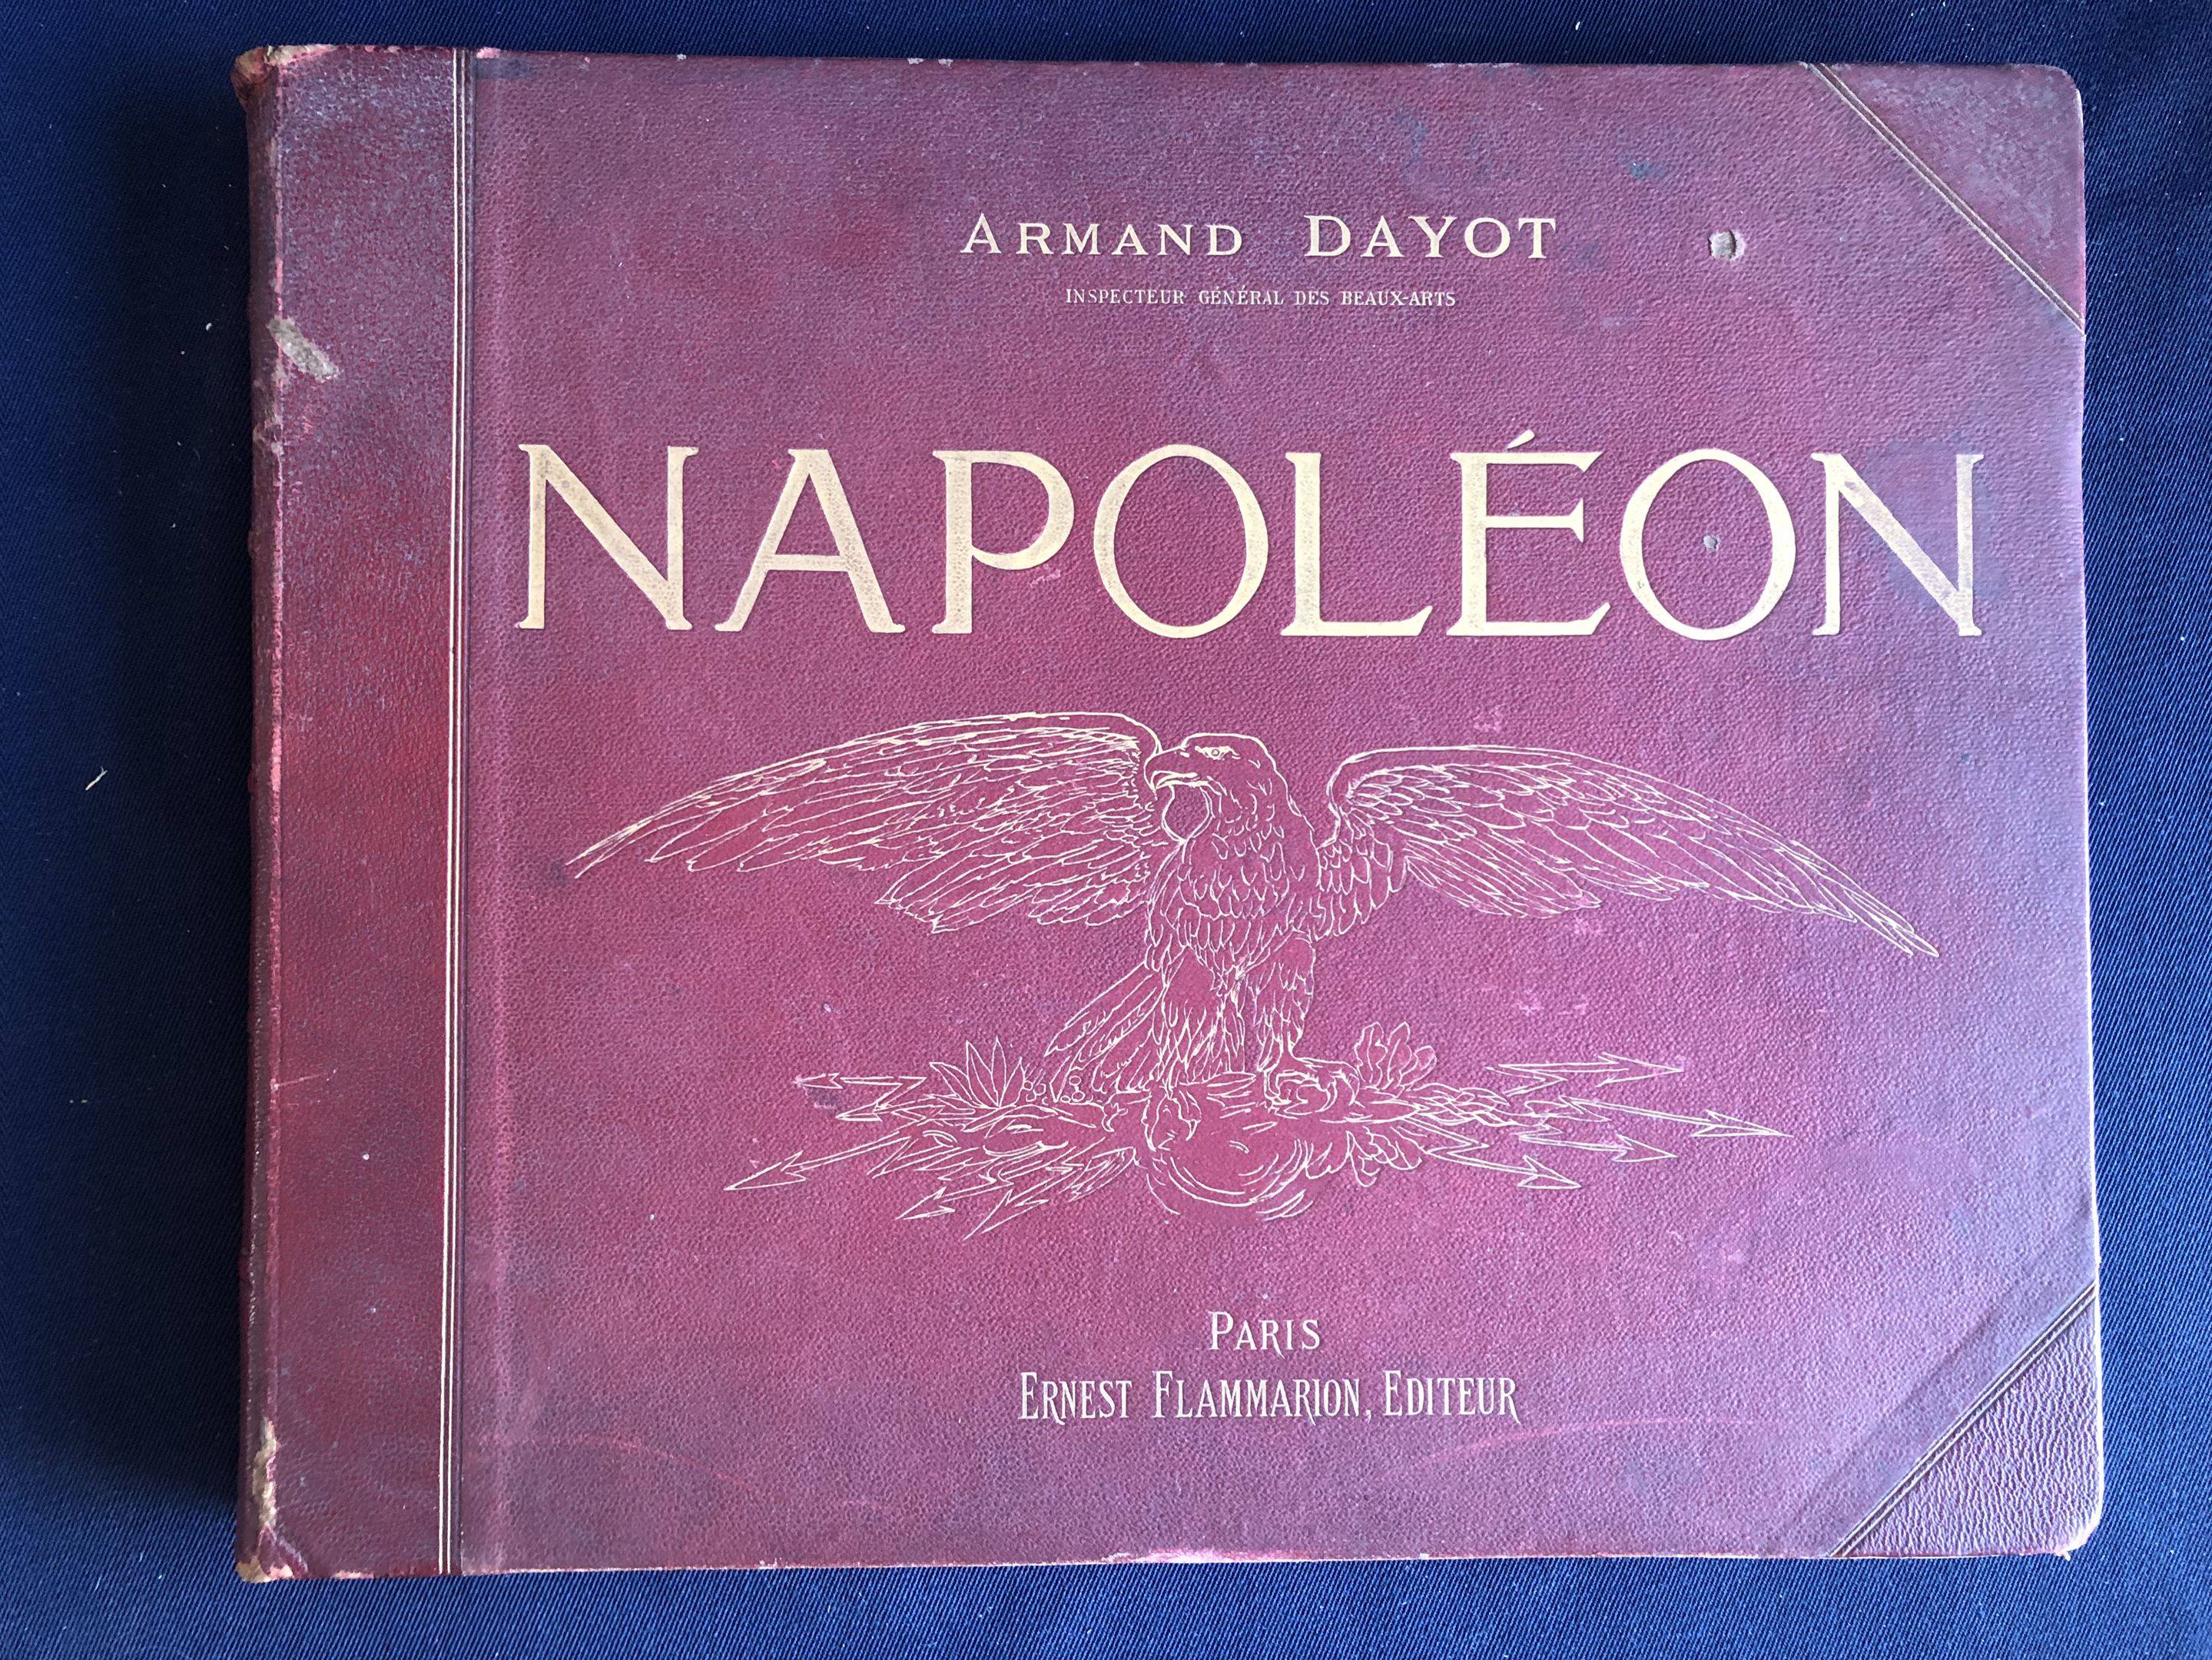 ARMAND DAYOT
INSPECTEUR GÉNÉRAL DES BEAUX-ARTS
NAPOLÉON
PARIS
ERNEST FLAMMARION, EDITEUR